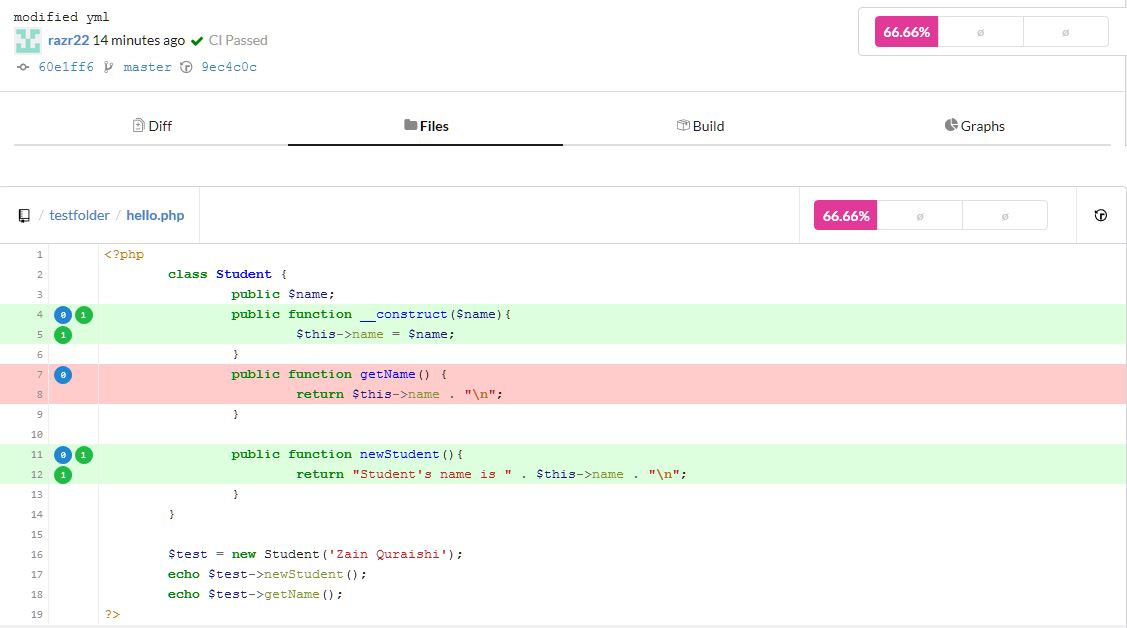 modified yml
razr22 14 minutes ago ✔ CI Passed
60e1ff6 master 9ec4c0c
66.66% ø ø
Diff Files Build Graphs
/ testfolder / hello.php
66.66% ø ø
1 <?php
2 class Student {
3 public $name;
4 0 1 public function __construct($name){
5 1 $this->name = $name;
6 }
7 0 public function getName() {
8 return $this->name . "\n";
9 }
10
11 0 1 public function newStudent(){
12 1 return "Student's name is " . $this->name . "\n";
13 }
14 }
15
16 $test = new Student('Zain Quraishi');
17 echo $test->newStudent();
18 echo $test->getName();
19 ?>